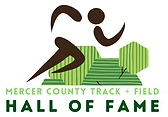 MERCER COUNTY TRACK + FIELD
HALL OF FAME